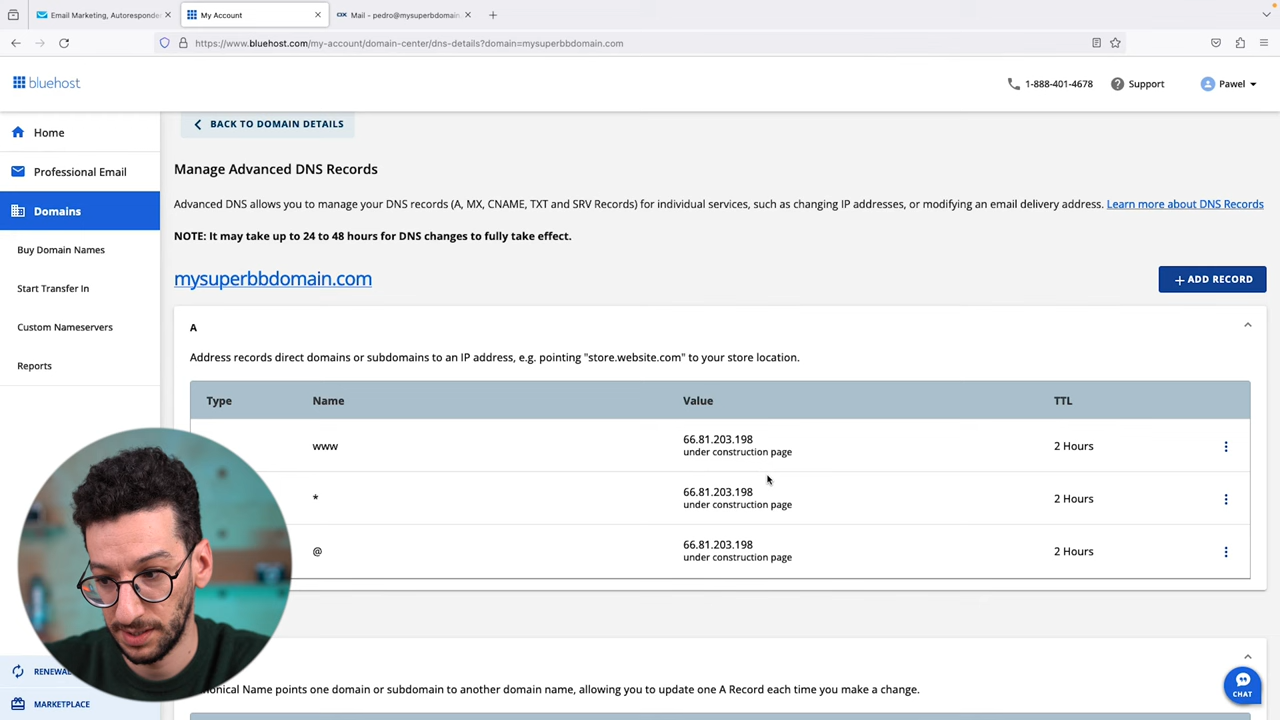 Email Marketing, Autoresponde
My Account
Mail - pedro@mysuperbbdomain
https://www.bluehost.com/my-account/domain-center/dns-details?domain=mysuperbbdomain.com
bluehost
1-888-401-4678
Support
Pawel
Home
Professional Email
Domains
Buy Domain Names
Start Transfer In
Custom Nameservers
Reports
MARKETPLACE
BACK TO DOMAIN DETAILS
Manage Advanced DNS Records
Advanced DNS allows you to manage your DNS records (A, MX, CNAME, TXT and SRV Records) for individual services, such as changing IP addresses, or modifying an email delivery address. Learn more about DNS Records
NOTE: It may take up to 24 to 48 hours for DNS changes to fully take effect.
mysuperbbdomain.com
+ ADD RECORD
A
Address records direct domains or subdomains to an IP address, e.g. pointing "store.website.com" to your store location.
Type Name Value TTL
www 66.81.203.198 2 Hours
under construction page
* 66.81.203.198 2 Hours
under construction page
@ 66.81.203.198 2 Hours
under construction page
Name points one domain or subdomain to another domain name, allowing you to update one A Record each time you make a change.
CHAT